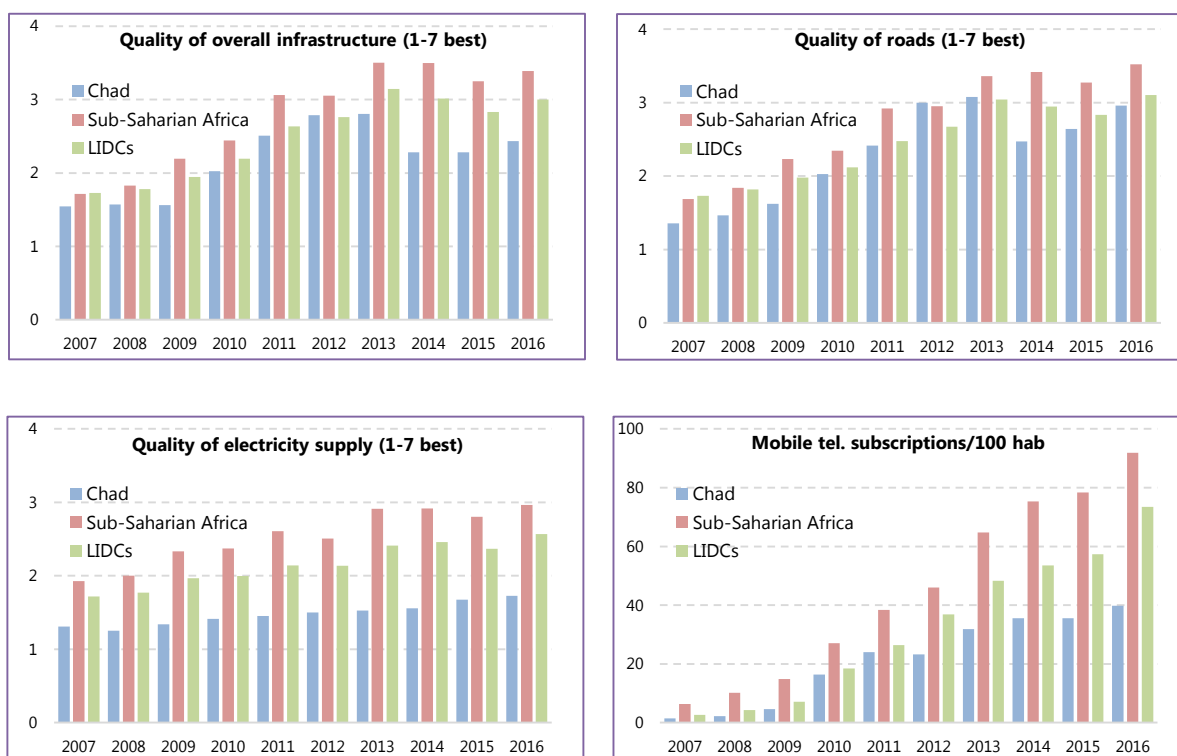 Quality of overall infrastructure (1-7 best)
4
3
2
1
0
Chad
Sub-Saharian Africa
LIDCs
2007 2008 2009 2010 2011 2012 2013 2014 2015 2016
Quality of roads (1-7 best)
4
3
2
1
0
Chad
Sub-Saharian Africa
LIDCs
2007 2008 2009 2010 2011 2012 2013 2014 2015 2016
Quality of electricity supply (1-7 best)
4
3
2
1
0
Chad
Sub-Saharian Africa
LIDCs
2007 2008 2009 2010 2011 2012 2013 2014 2015 2016
Mobile tel. subscriptions/100 hab
100
80
60
40
20
0
Chad
Sub-Saharian Africa
LIDCs
2007 2008 2009 2010 2011 2012 2013 2014 2015 2016